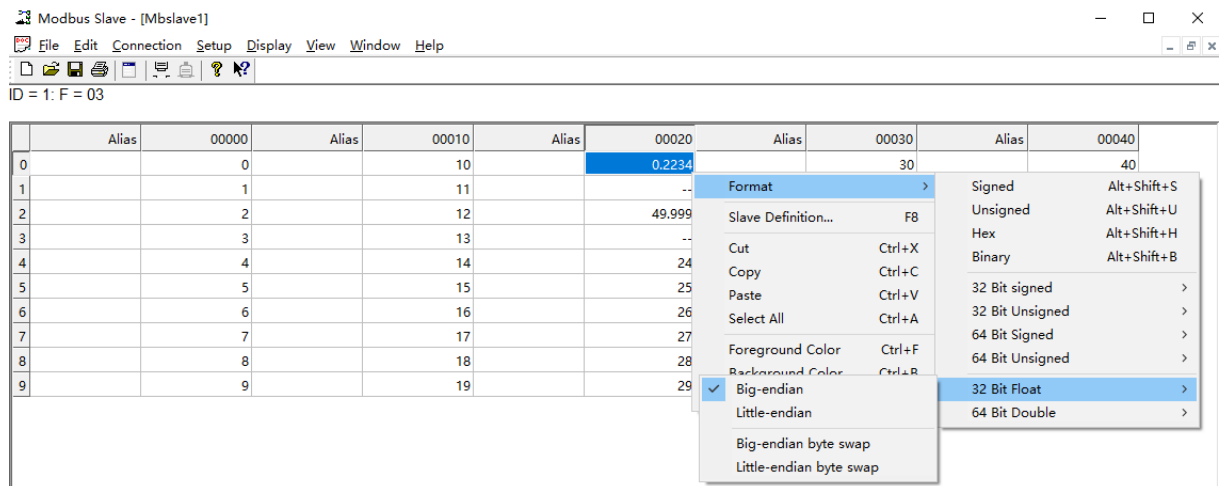 Modbus Slave - [Mbslave1]
File Edit Connection Setup Display View Window Help
ID = 1: F = 03
Alias 00000 Alias 00010 Alias 00020 Alias 00030 Alias 00040
0 0 10 0.2234 30 40
1 1 11 --
2 2 12 49.999
3 3 13 --
4 4 14 24
5 5 15 25
6 6 16 26
7 7 17 27
8 8 18 28
9 9 19 29
Format
Slave Definition... F8
Cut Ctrl+X
Copy Ctrl+C
Paste Ctrl+V
Select All Ctrl+A
Foreground Color Ctrl+F
Background Color Ctrl+B
Signed Alt+Shift+S
Unsigned Alt+Shift+U
Hex Alt+Shift+H
Binary Alt+Shift+B
32 Bit signed
32 Bit Unsigned
64 Bit Signed
64 Bit Unsigned
32 Bit Float
64 Bit Double
Big-endian
Little-endian
Big-endian byte swap
Little-endian byte swap